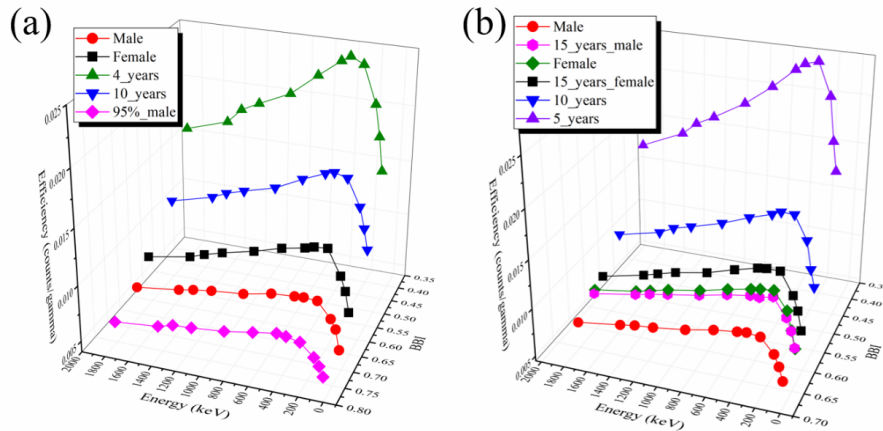 (a)
Male
Female
4_years
10_years
95%_male
Efficiency (counts/gamma)
0.025
0.020
0.015
0.010
0.005
2000
1800
1600
1400
1200
1000
800
600
400
200
0
Energy (keV)
0.35
0.40
0.45
0.50
0.55
0.60
0.65
0.70
0.75
0.80
BBI
(b)
Male
15_years_male
Female
15_years_female
10_years
5_years
Efficiency (counts/gamma)
0.025
0.020
0.015
0.010
0.005
2000
1800
1600
1400
1200
1000
800
600
400
200
0
Energy (keV)
0.40
0.45
0.50
0.55
0.60
0.65
0.70
BBI